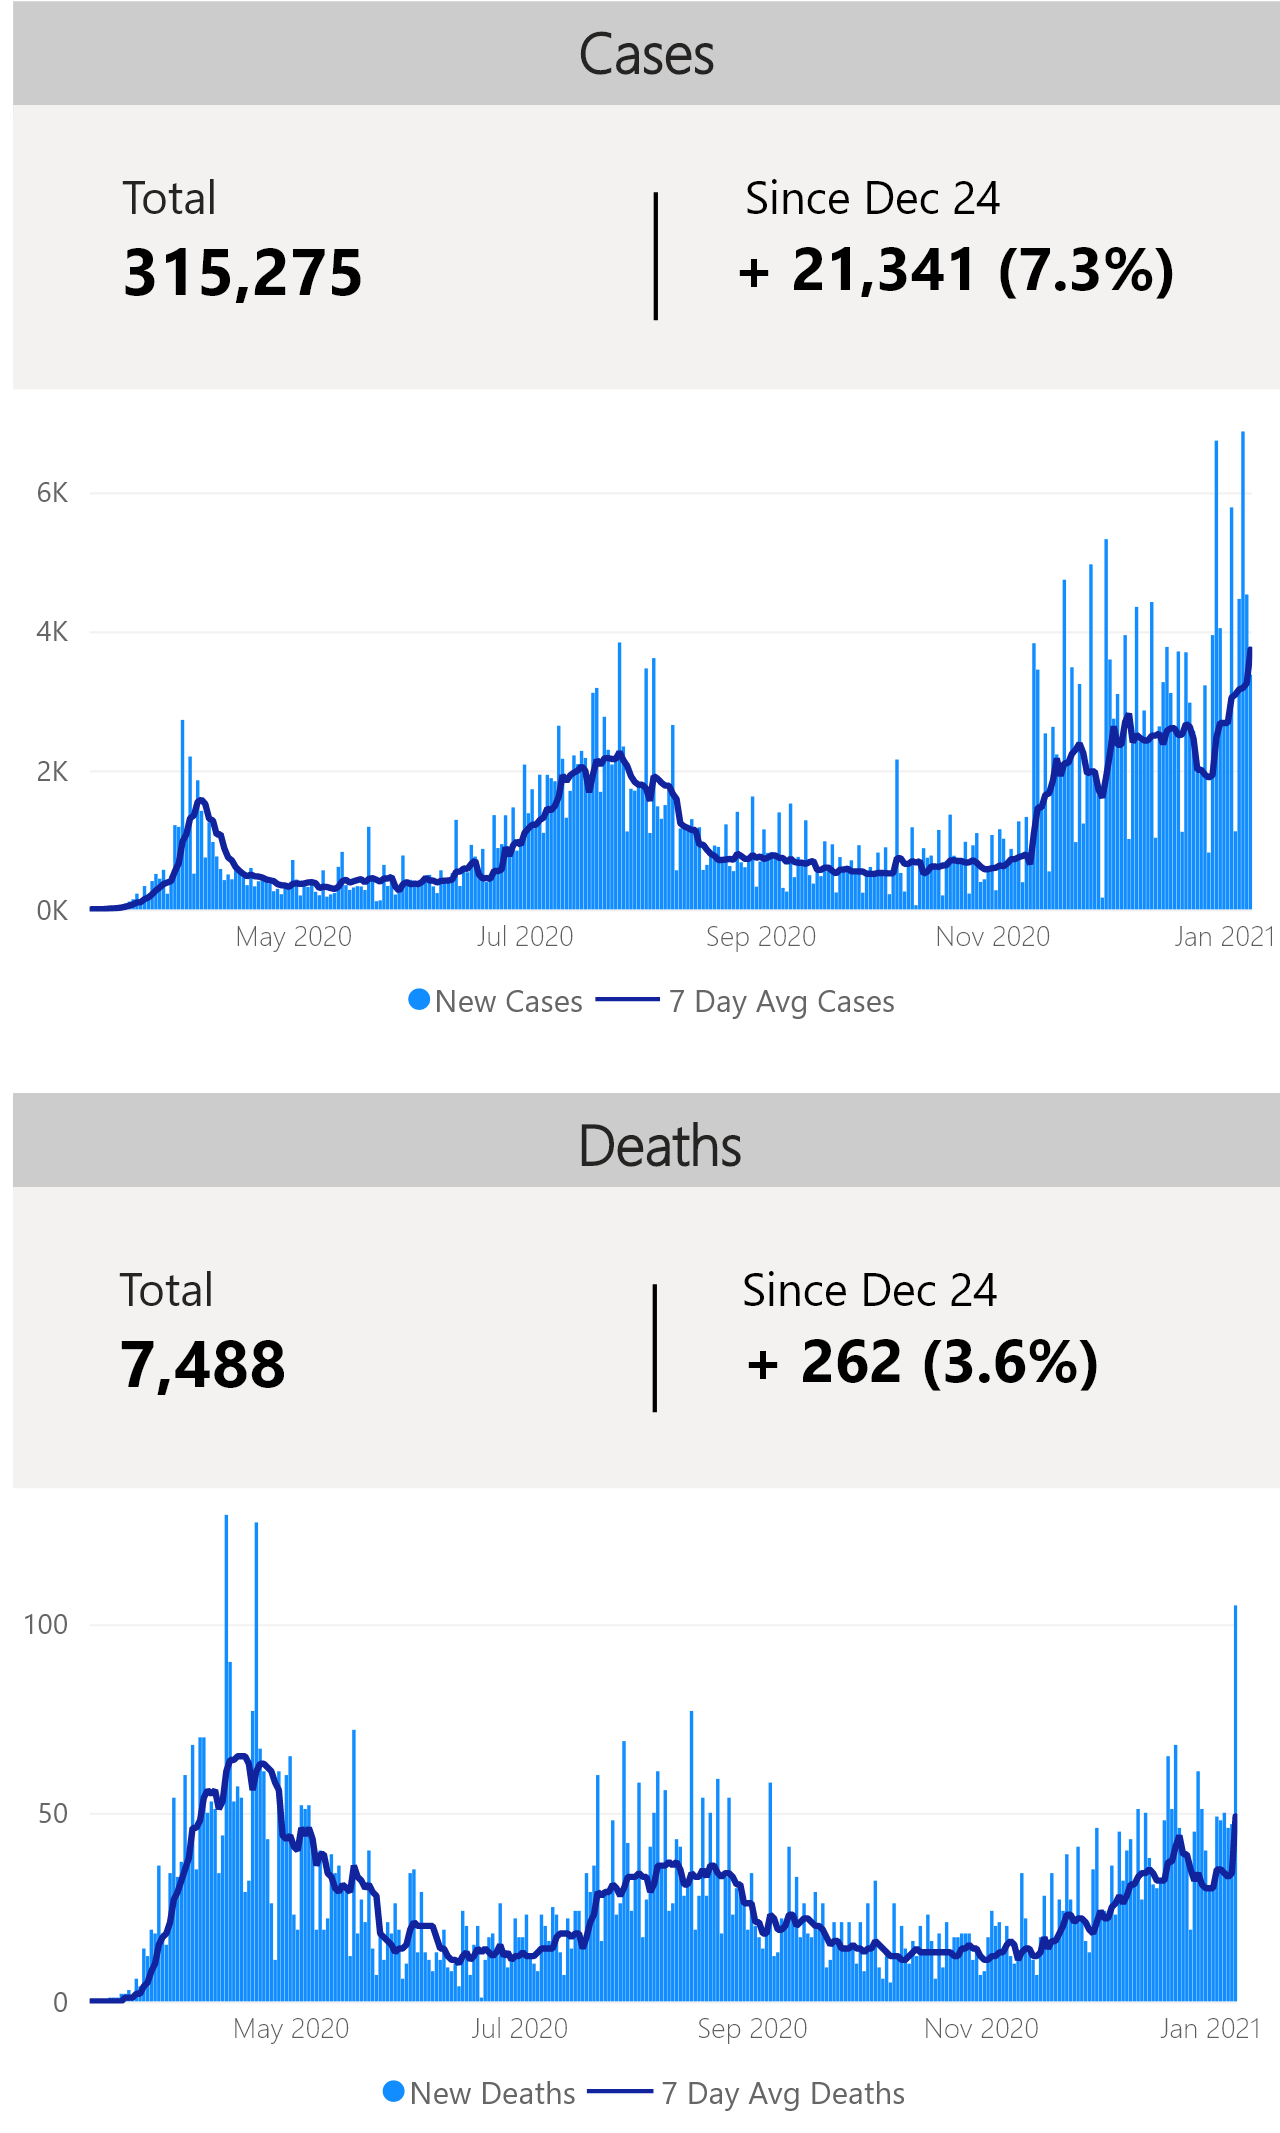 Cases
Total
Since Dec 24
315,275
+ 21,341 (7.3%)
6K
4K
2K
0K
May 2020
Jul 2020
Sep 2020
Nov 2020
Jan 2021
New Cases
7 Day Avg Cases
Deaths
Total
Since Dec 24
7,488
+ 262 (3.6%)
100
50
0
May 2020
Jul 2020
Sep 2020
Nov 2020
Jan 2021
New Deaths
7 Day Avg Deaths